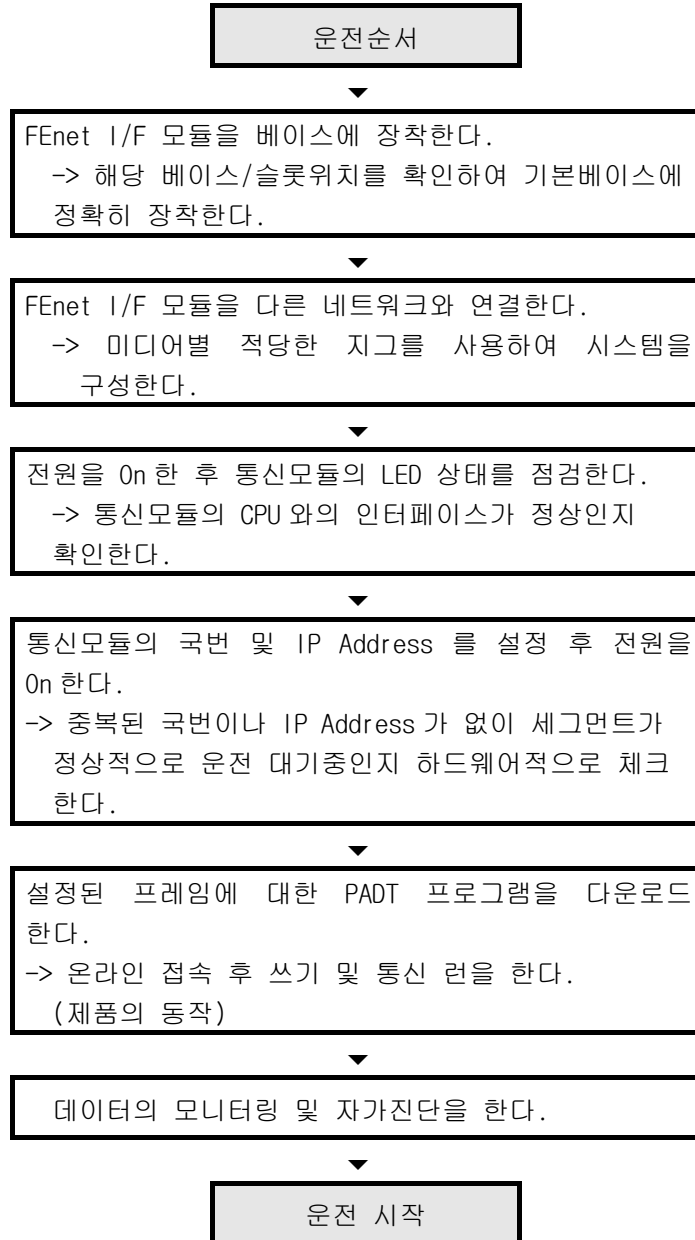 운전순서
FEnet I/F 모듈을 베이스에 장착한다.
-> 해당 베이스/슬롯위치를 확인하여 기본베이스에
정확히 장착한다.
FEnet I/F 모듈을 다른 네트워크와 연결한다.
-> 미디어별 적당한 지그를 사용하여 시스템을
구성한다.
전원을 On 한 후 통신모듈의 LED 상태를 점검한다.
-> 통신모듈의 CPU 와의 인터페이스가 정상인지
확인한다.
통신모듈의 국번 및 IP Address 를 설정 후 전원을
On 한다.
-> 중복된 국번이나 IP Address 가 없이 세그먼트가
정상적으로 운전 대기중인지 하드웨어적으로 체크
한다.
설정된 프레임에 대한 PADT 프로그램을 다운로드
한다.
-> 온라인 접속 후 쓰기 및 통신 런을 한다.
(제품의 동작)
데이터의 모니터링 및 자가진단을 한다.
운전 시작